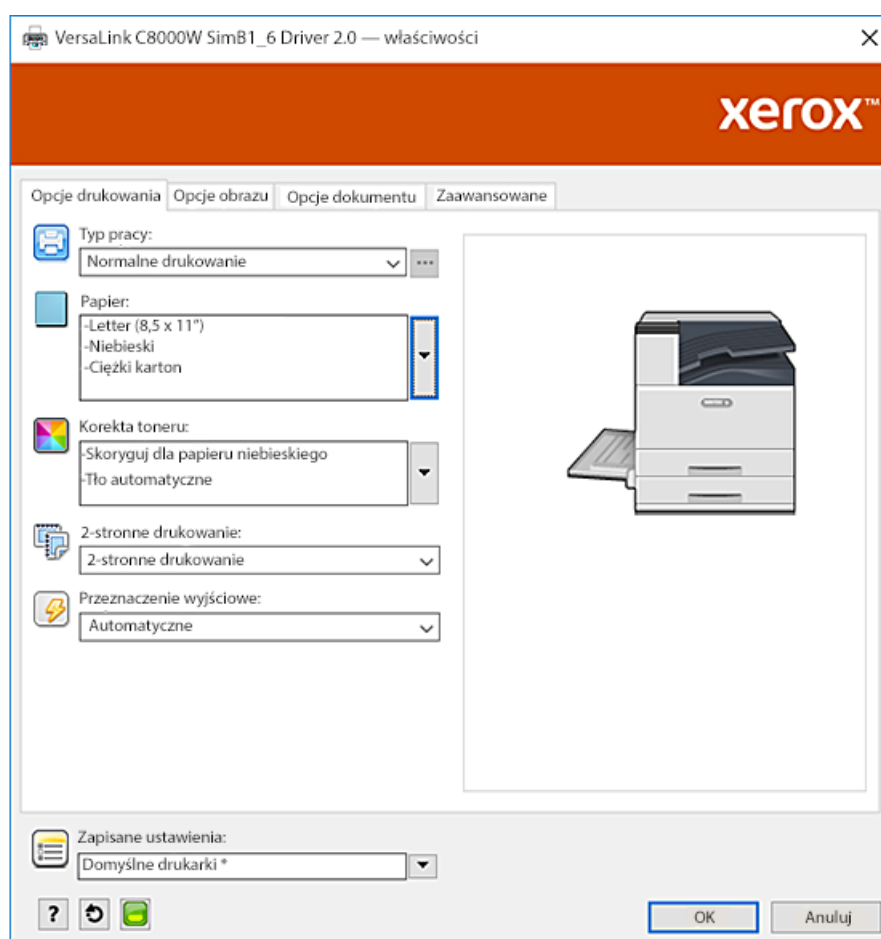 VersaLink C8000W SimB1_6 Driver 2.0 — właściwości
xerox™
Opcje drukowania Opcje obrazu Opcje dokumentu Zaawansowane
Typ pracy:
Normalne drukowanie
Papier:
-Letter (8,5 x 11")
-Niebieski
-Ciężki karton
Korekta toneru:
-Skoryguj dla papieru niebieskiego
-Tło automatyczne
2-stronne drukowanie:
2-stronne drukowanie
Przeznaczenie wyjściowe:
Automatyczne
Zapisane ustawienia:
Domyślne drukarki *
?
OK Anuluj